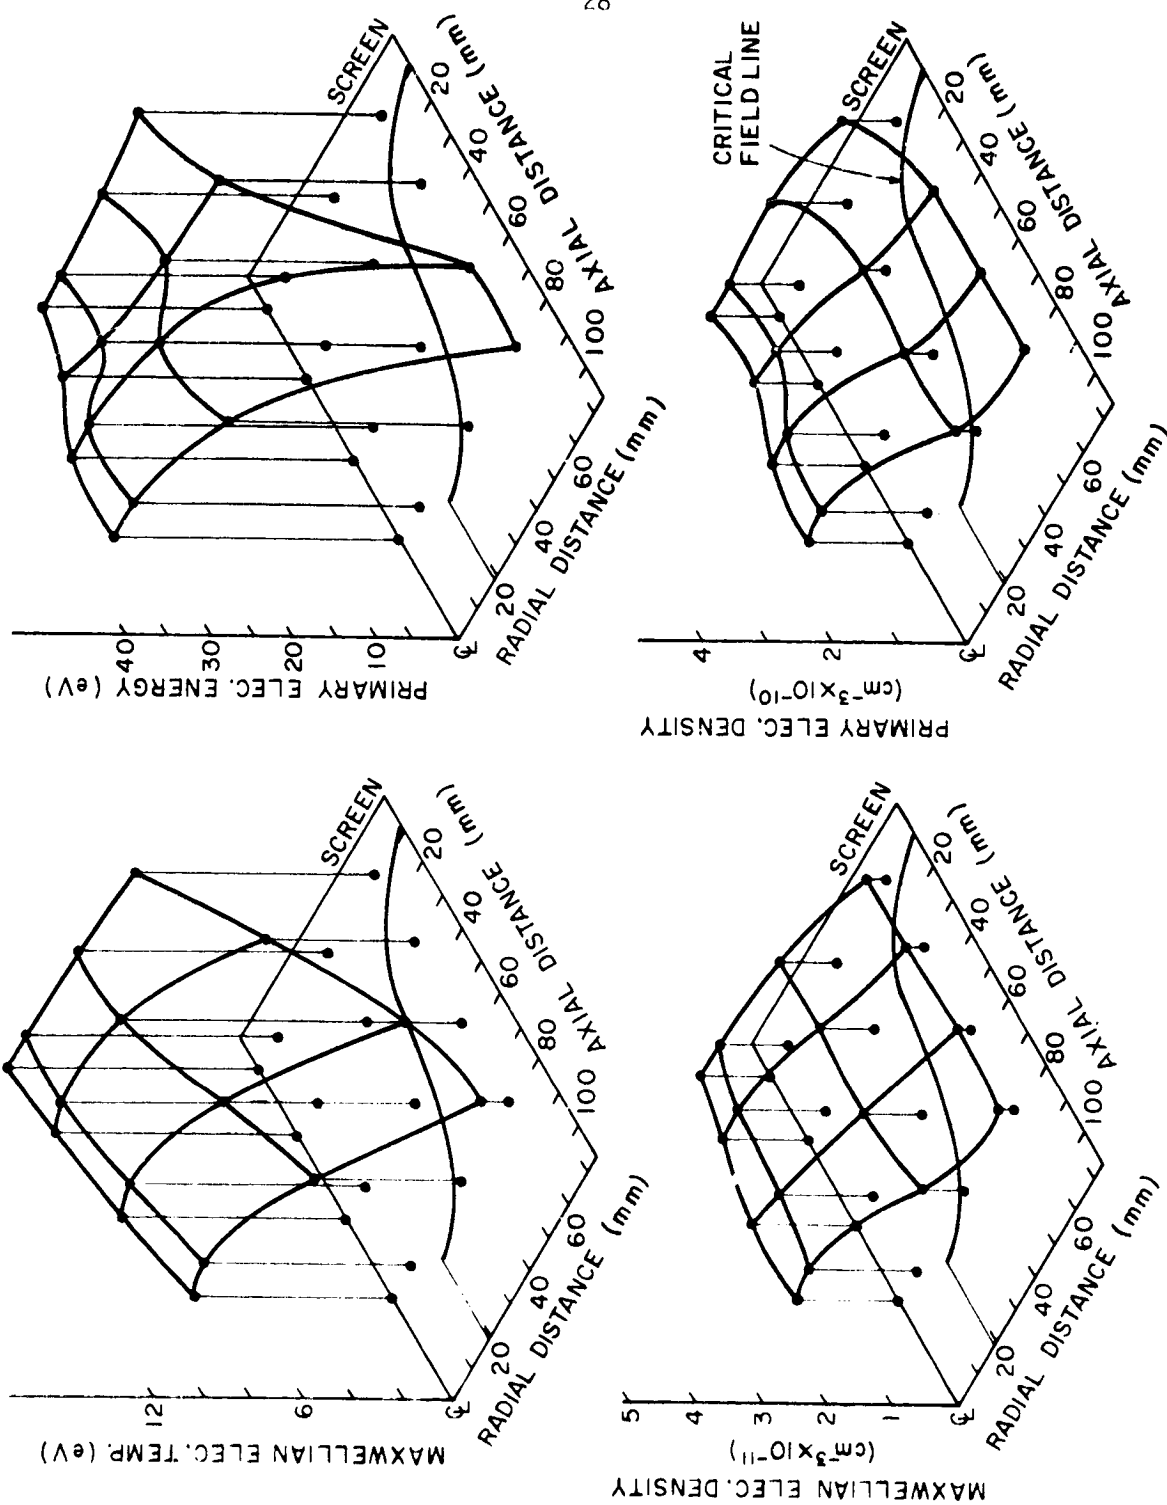 28
MAXWELLIAN ELEC. TEMP. (eV)
12
6
℄
20
40
60
RADIAL DISTANCE (mm)
100
80
60
40
20
AXIAL DISTANCE (mm)
SCREEN
PRIMARY ELEC. ENERGY (eV)
40
30
20
10
℄
20
40
60
RADIAL DISTANCE (mm)
100
80
60
40
20
AXIAL DISTANCE (mm)
SCREEN
MAXWELLIAN ELEC. DENSITY
(cm⁻³x10⁻¹¹)
5
4
3
2
1
℄
20
40
60
RADIAL DISTANCE (mm)
100
80
60
40
20
AXIAL DISTANCE (mm)
SCREEN
PRIMARY ELEC. DENSITY
(cm⁻³x10⁻¹⁰)
4
2
℄
20
40
60
RADIAL DISTANCE (mm)
100
80
60
40
20
AXIAL DISTANCE (mm)
SCREEN
CRITICAL
FIELD LINE